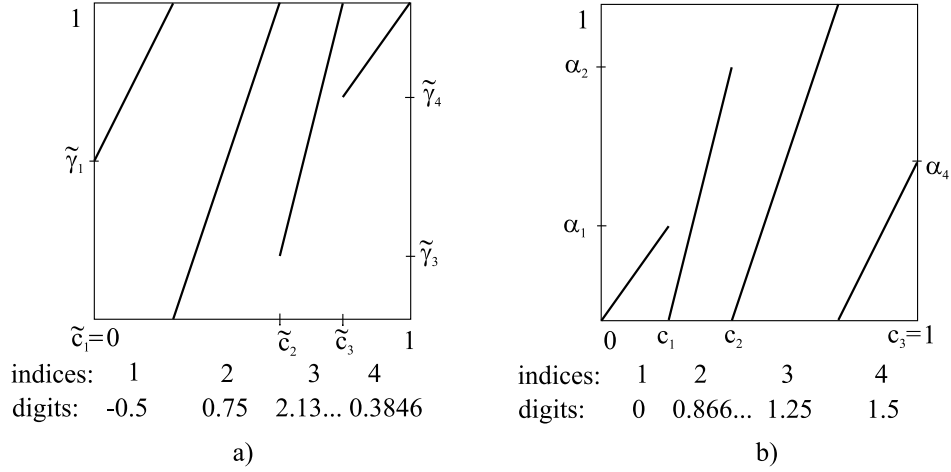 1
γ̃₁
γ̃₄
γ̃₃
c̃₁=0 c̃₂ c̃₃ 1
indices: 1 2 3 4
digits: -0.5 0.75 2.13... 0.3846
a)
1
α₂
α₁
α₄
0 c₁ c₂ c₃=1
indices: 1 2 3 4
digits: 0 0.866... 1.25 1.5
b)